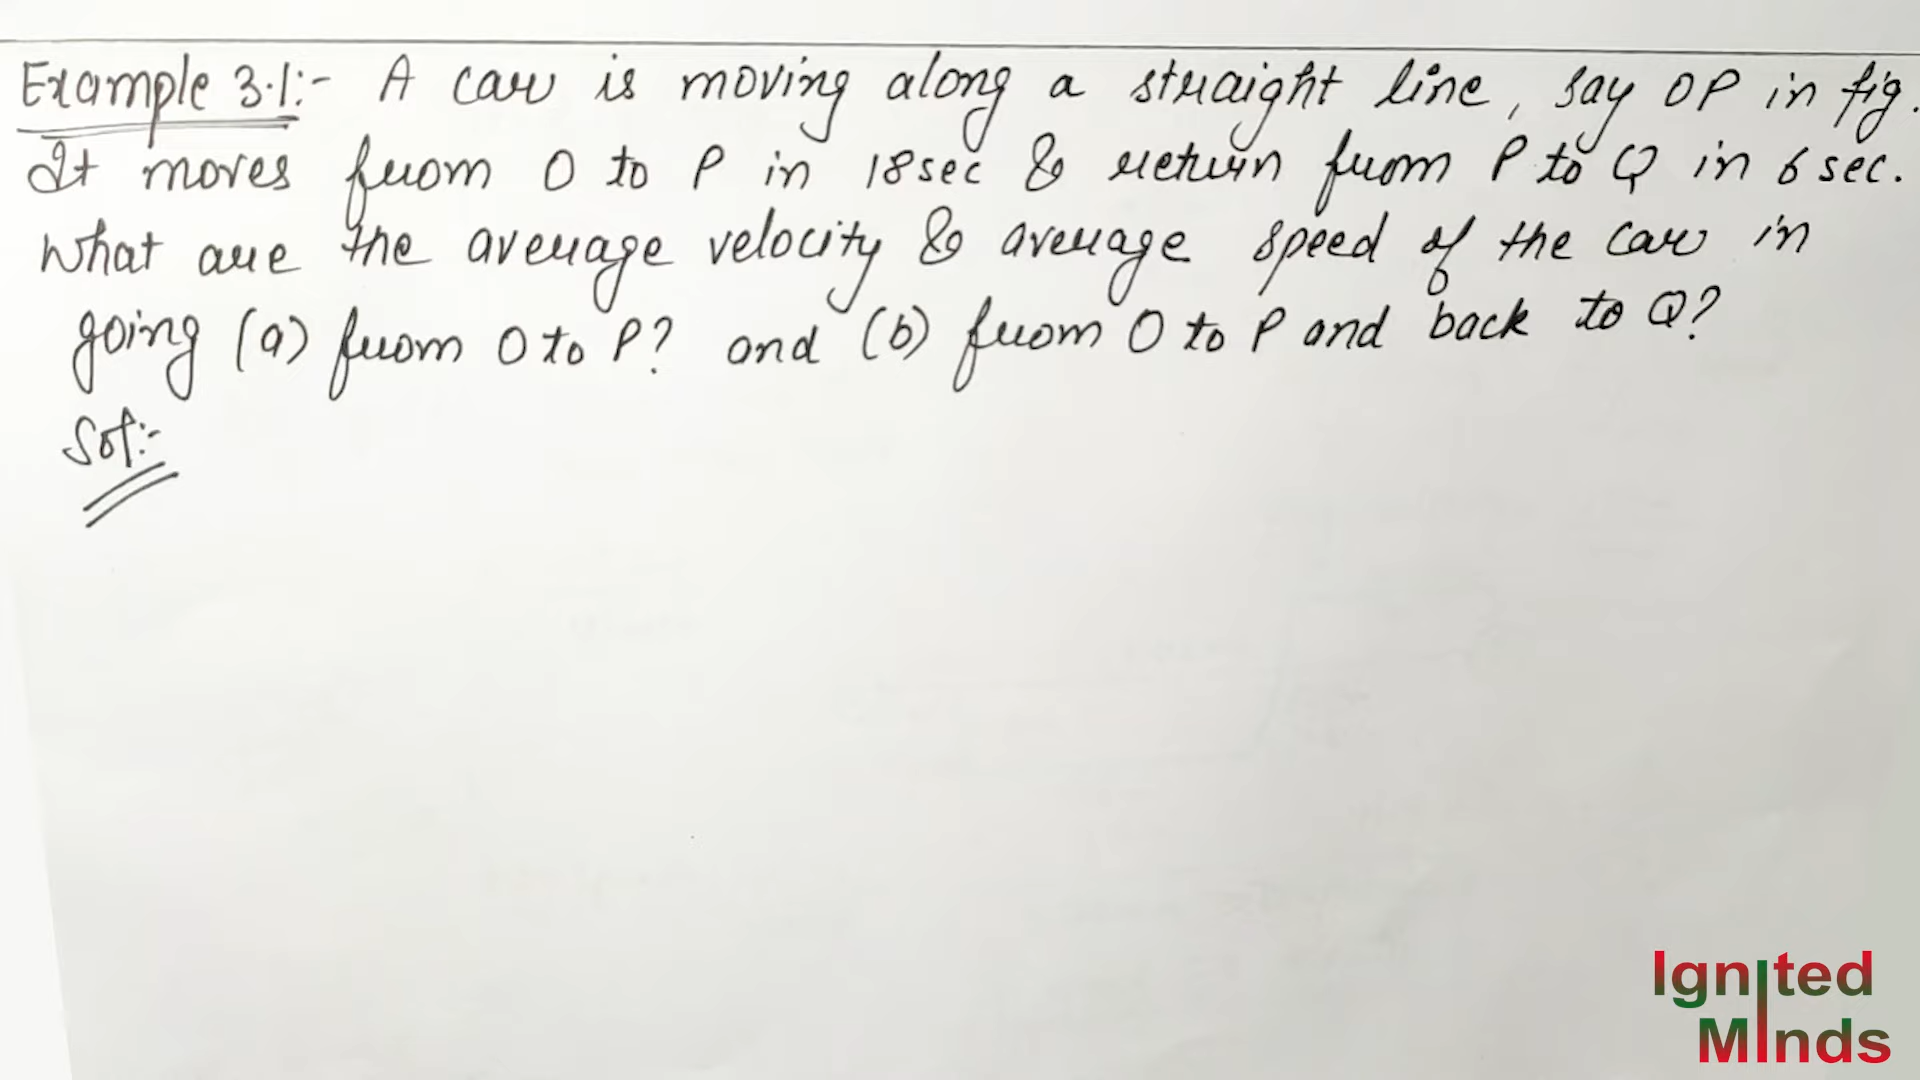 Example 3.1:- A car is moving along a straight line, say OP in fig.
It moves from O to P in 18sec & return from P to Q in 6 sec.
What are the average velocity & average speed of the car in
going (a) from O to P? and (b) from O to P and back to Q?
Sol:-
Ignited
Minds